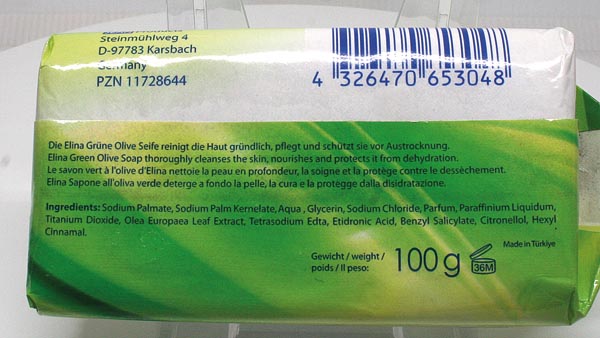 Steinmühlweg 4
D-97783 Karsbach
Germany
PZN 11728644
4 326470 653048
Die Elina Grüne Olive Seife reinigt die Haut gründlich, pflegt und schützt sie vor Austrocknung.
Elina Green Olive Soap thoroughly cleanses the skin, nourishes and protects it from dehydration.
Le savon vert à l'olive d'Elina nettoie la peau en profondeur, la soigne et la protège contre le dessèchement.
Elina Sapone all'oliva verde deterge a fondo la pelle, la cura e la protègge dalla disidratazione.
Ingredients: Sodium Palmate, Sodium Palm Kernelate, Aqua , Glycerin, Sodium Chloride, Parfum, Paraffinium Liquidum,
Titanium Dioxide, Olea Europaea Leaf Extract, Tetrasodium Edta, Etidronic Acid, Benzyl Salicylate, Citronellol, Hexyl
Cinnamal.
Gewicht / weight /
poids / Il peso:
100 g
36M
Made in Türkiye